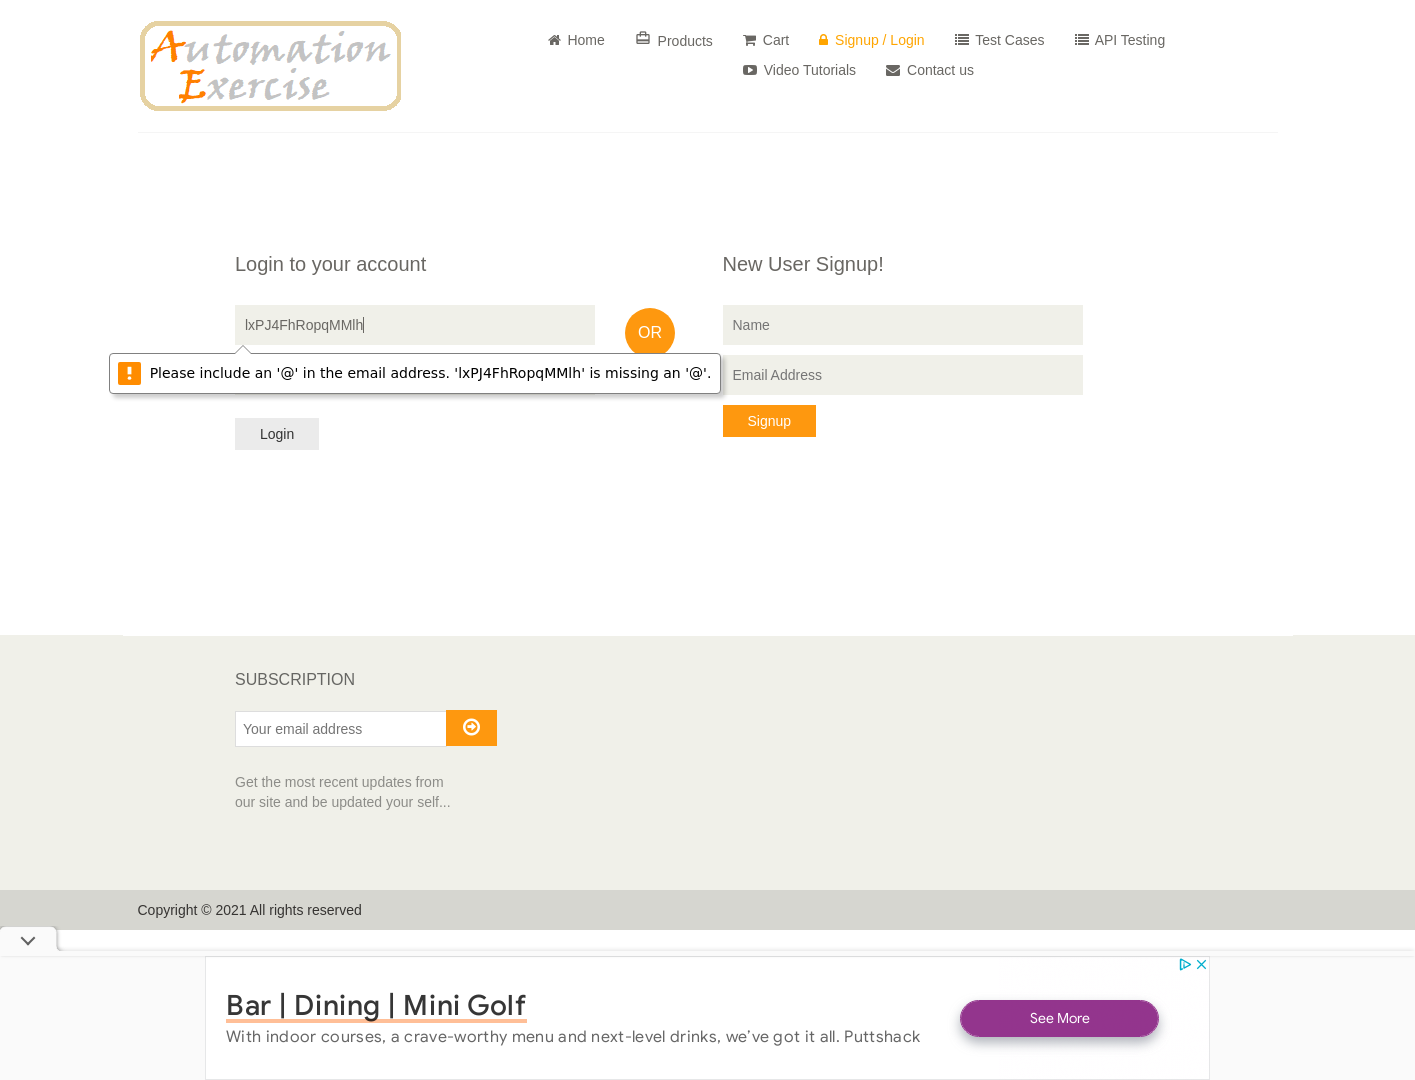 Automation
Exercise
Home
Products
Cart
Signup / Login
Test Cases
API Testing
Video Tutorials
Contact us
Login to your account
New User Signup!
lxPJ4FhRopqMMlh
OR
Name
Please include an '@' in the email address. 'lxPJ4FhRopqMMlh' is missing an '@'.
Email Address
Login
Signup
SUBSCRIPTION
Your email address
Get the most recent updates from
our site and be updated your self...
Copyright © 2021 All rights reserved
Bar | Dining | Mini Golf
With indoor courses, a crave-worthy menu and next-level drinks, we've got it all. Puttshack
See More